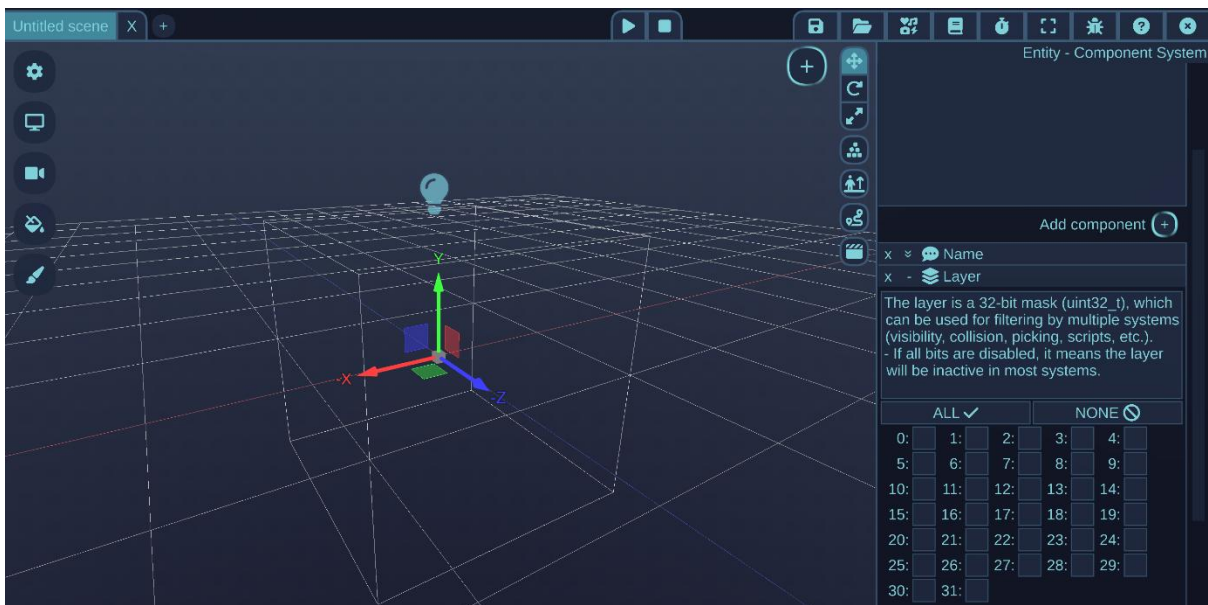 Untitled scene X +
Entity - Component System
Add component +
x Name
x - Layer
The layer is a 32-bit mask (uint32_t), which
can be used for filtering by multiple systems
(visibility, collision, picking, scripts, etc.).
- If all bits are disabled, it means the layer
will be inactive in most systems.
ALL NONE
0: 1: 2: 3: 4:
5: 6: 7: 8: 9:
10: 11: 12: 13: 14:
15: 16: 17: 18: 19:
20: 21: 22: 23: 24:
25: 26: 27: 28: 29:
30: 31:
Y
-X
-Z